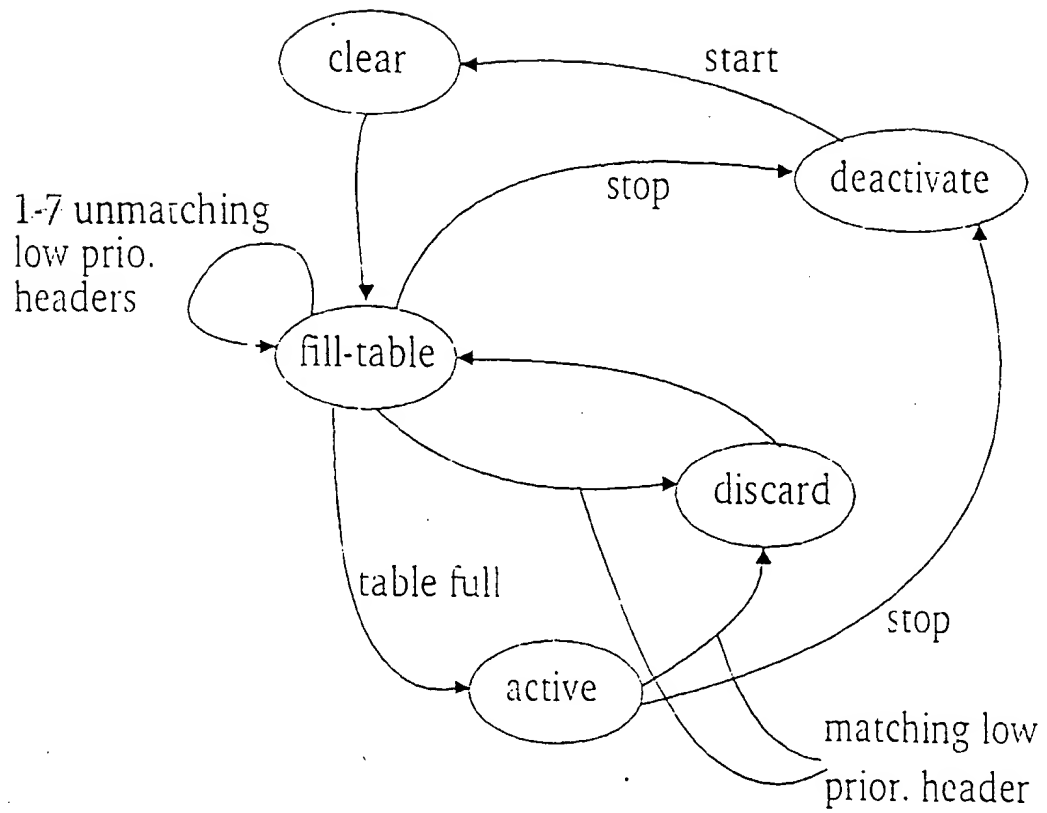 clear
start
deactivate
stop
1-7 unmatching
low prio.
headers
fill-table
discard
table full
stop
active
matching low
prior. header